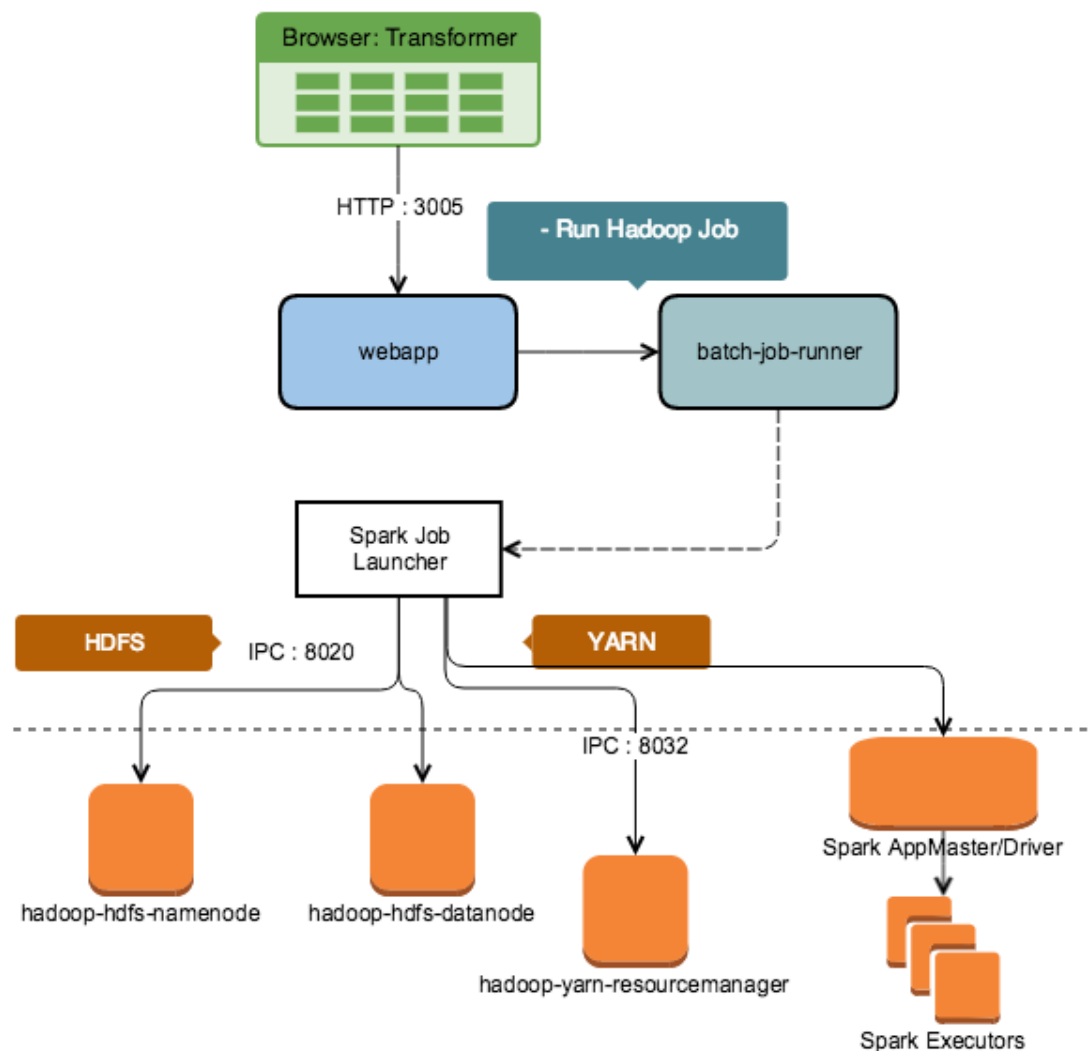 Browser: Transformer
HTTP : 3005
- Run Hadoop Job
webapp
batch-job-runner
Spark Job
Launcher
HDFS
IPC : 8020
YARN
IPC : 8032
Spark AppMaster/Driver
hadoop-hdfs-namenode
hadoop-hdfs-datanode
hadoop-yarn-resourcemanager
Spark Executors